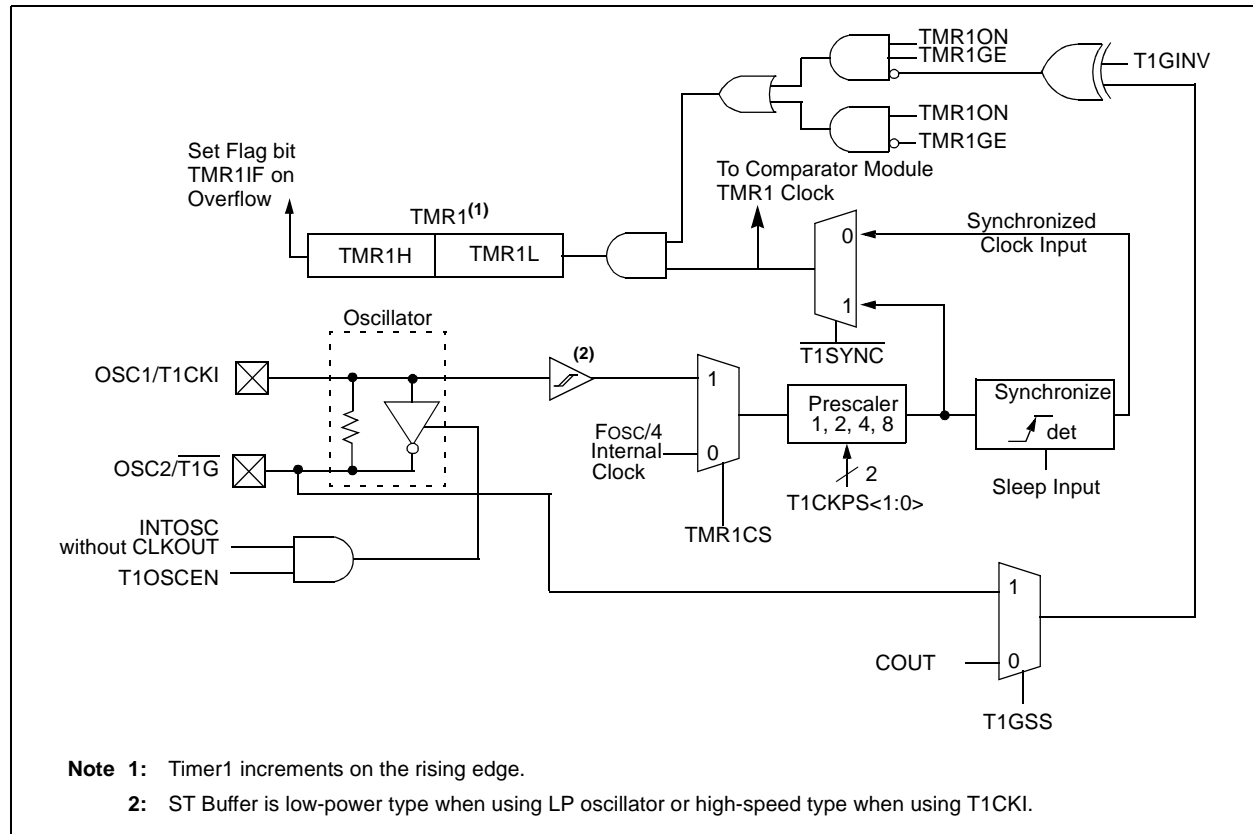 TMR1ON
TMR1GE
T1GINV
TMR1ON
TMR1GE
Set Flag bit
TMR1IF on
Overflow
To Comparator Module
TMR1 Clock
TMR1(1)
TMR1H
TMR1L
0
Synchronized
Clock Input
1
T1SYNC
Oscillator
(2)
OSC1/T1CKI
1
Prescaler
1, 2, 4, 8
Synchronize
det
FOSC/4
Internal
Clock
0
OSC2/T1G
2
T1CKPS<1:0>
Sleep Input
TMR1CS
INTOSC
without CLKOUT
T1OSCEN
1
COUT
0
T1GSS
Note 1: Timer1 increments on the rising edge.
2: ST Buffer is low-power type when using LP oscillator or high-speed type when using T1CKI.